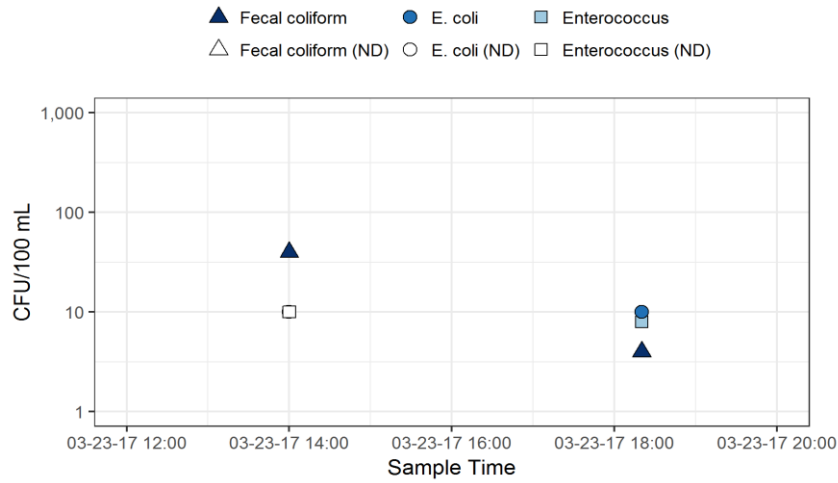 Fecal coliform E. coli Enterococcus
Fecal coliform (ND) E. coli (ND) Enterococcus (ND)
1,000
100
10
1
CFU/100 mL
03-23-17 12:00 03-23-17 14:00 03-23-17 16:00 03-23-17 18:00 03-23-17 20:00
Sample Time